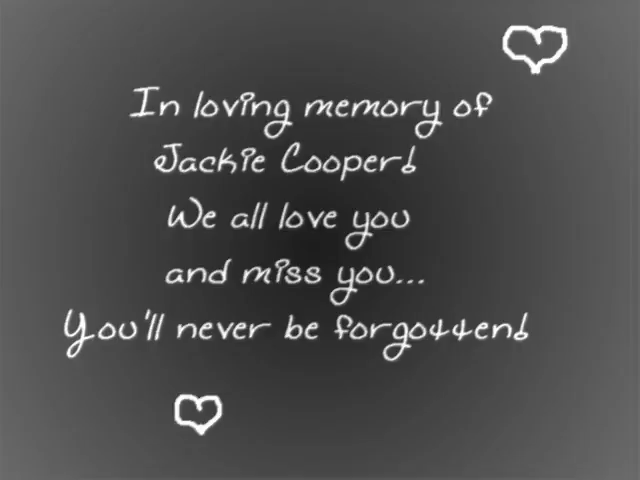 In loving memory of
Jackie Cooper!
We all love you
and miss you...
You'll never be forgotten!